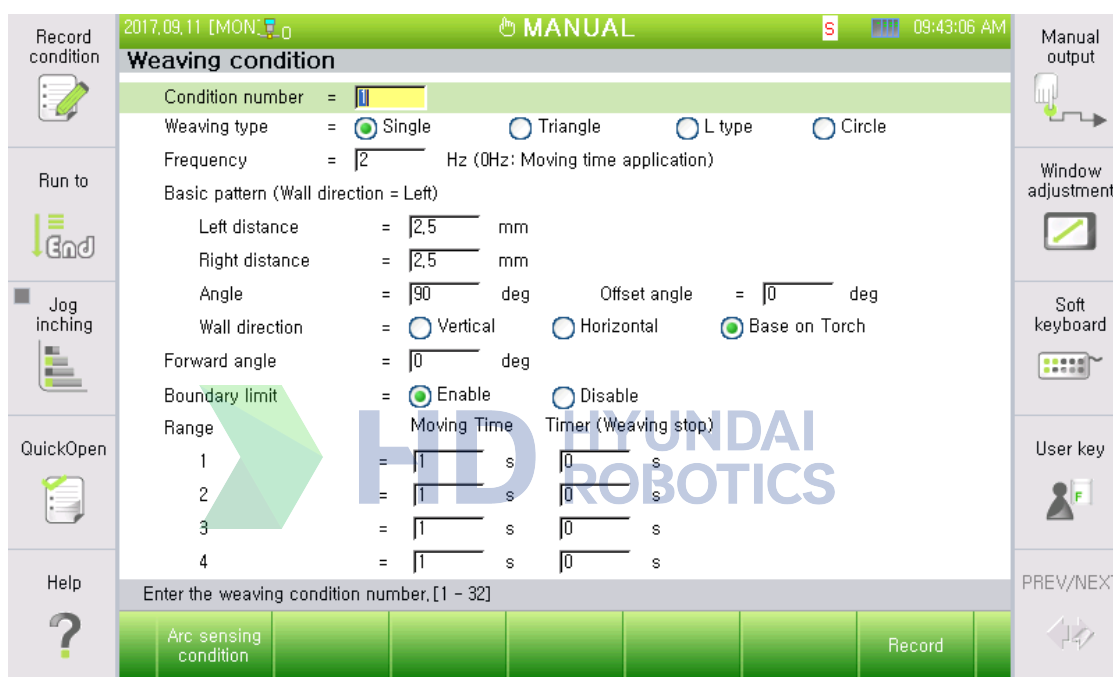 2017.09.11 [MON] 0 MANUAL S 09:43:06 AM
Weaving condition
Condition number = 1
Weaving type = Single Triangle L type Circle
Frequency = 2 Hz (0Hz: Moving time application)
Basic pattern (Wall direction = Left)
Left distance = 2.5 mm
Right distance = 2.5 mm
Angle = 90 deg Offset angle = 0 deg
Wall direction = Vertical Horizontal Base on Torch
Forward angle = 0 deg
Boundary limit = Enable Disable
Range Moving Time Timer (Weaving stop)
1 = 1 s 0 s
2 = 1 s 0 s
3 = 1 s 0 s
4 = 1 s 0 s
Enter the weaving condition number.[1 - 32]
Arc sensing
condition
Record
Record
condition
Run to
End
Jog
inching
QuickOpen
Help
?
Manual
output
Window
adjustment
Soft
keyboard
User key
F
PREV/NEXT
HD HYUNDAI
ROBOTICS